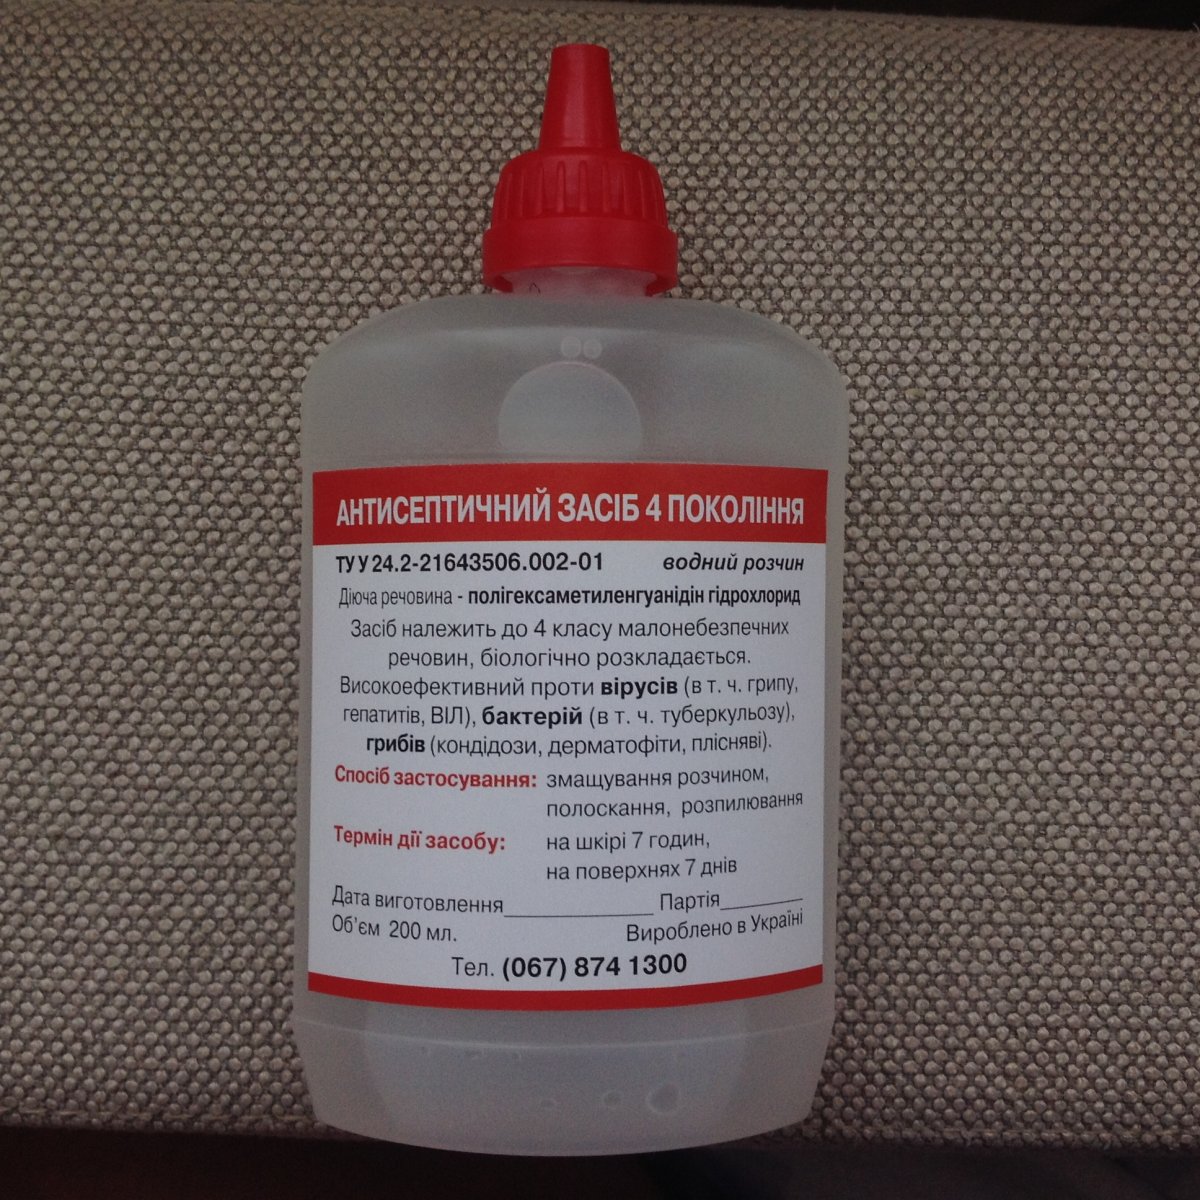 АНТИСЕПТИЧНИЙ ЗАСІБ 4 ПОКОЛІННЯ
ТУ У 24.2-21643506.002-01 водний розчин
Діюча речовина - полігексаметиленгуанідін гідрохлорид
Засіб належить до 4 класу малонебезпечних
речовин, біологічно розкладається.
Високоефективний проти вірусів (в т. ч. грипу,
гепатитів, ВІЛ), бактерій (в т. ч. туберкульозу),
грибів (кондідози, дерматофіти, плісняві).
Спосіб застосування: змащування розчином,
полоскання, розпилювання
Термін дії засобу: на шкірі 7 годин,
на поверхнях 7 днів
Дата виготовлення____________ Партія_______
Об'єм 200 мл. Вироблено в Україні
Тел. (067) 874 1300